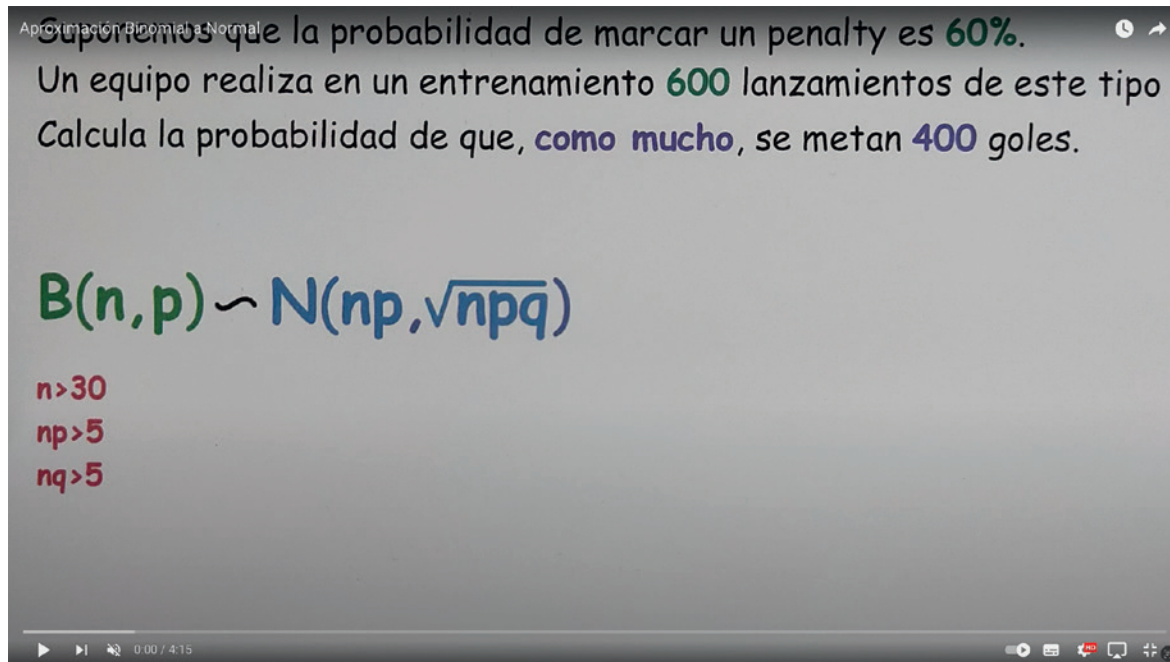 Aproximación Binomial a Normal
Suponemos que la probabilidad de marcar un penalty es 60%.
Un equipo realiza en un entrenamiento 600 lanzamientos de este tipo
Calcula la probabilidad de que, como mucho, se metan 400 goles.
B(n,p) ∼ N(np,√npq)
n>30
np>5
nq>5
0:00 / 4:15
HD